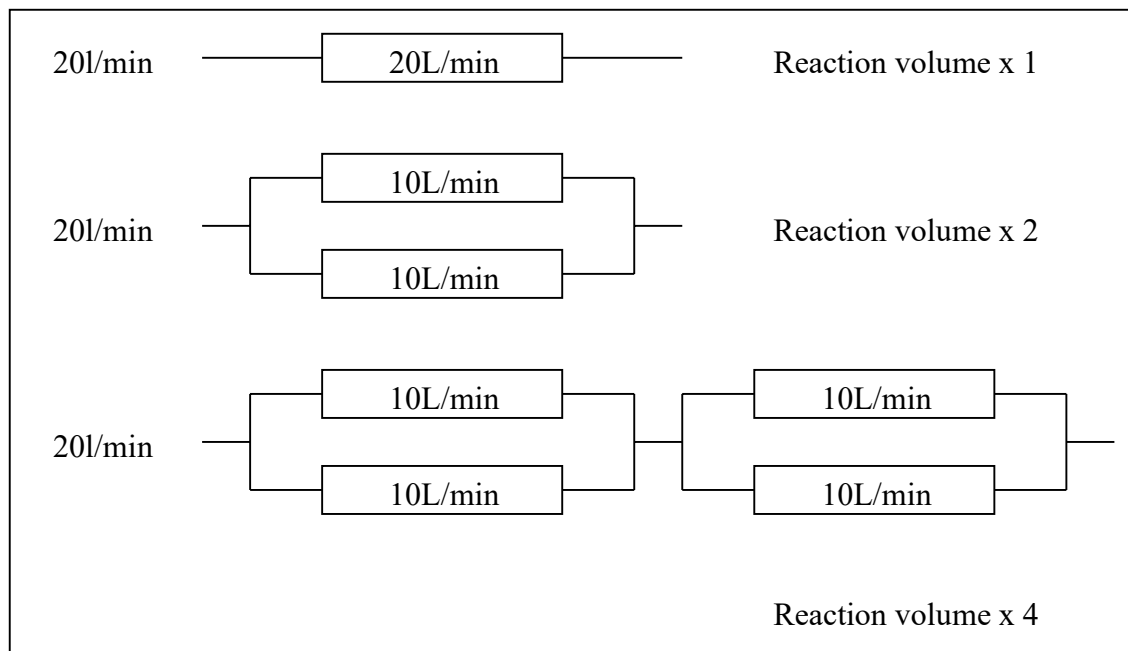 20l/min 20L/min Reaction volume x 1
10L/min
20l/min Reaction volume x 2
10L/min
10L/min 10L/min
20l/min
10L/min 10L/min
Reaction volume x 4